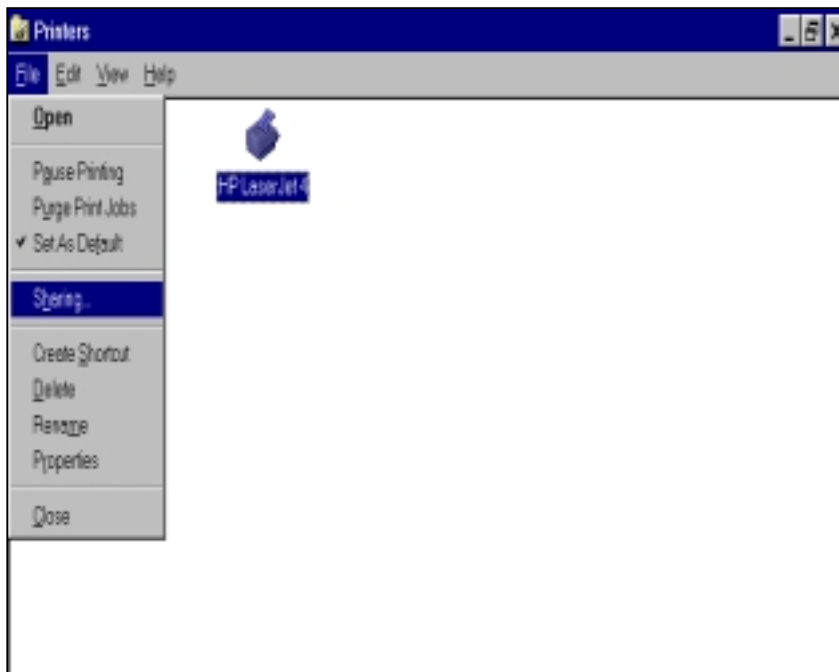 Printers
File Edit View Help
Open
Pause Printing
Purge Print Jobs
✔ Set As Default
Sharing...
Create Shortcut
Delete
Rename
Properties
Close
HP LaserJet